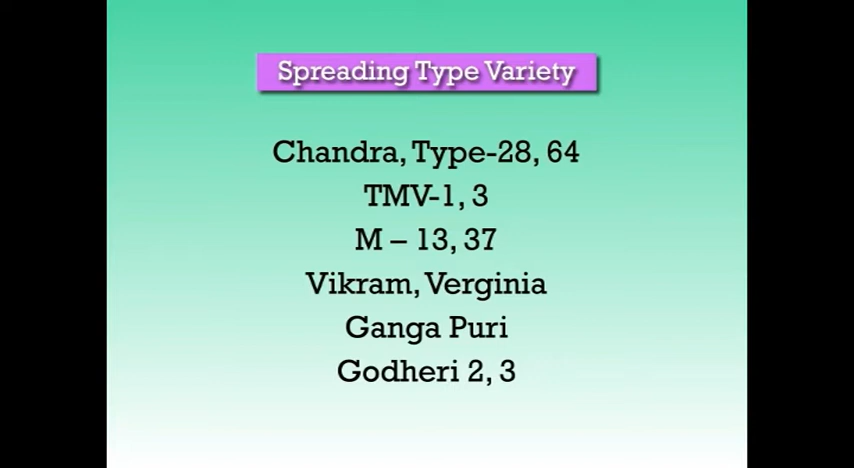 Spreading Type Variety
Chandra, Type-28, 64
TMV-1, 3
M – 13, 37
Vikram, Verginia
Ganga Puri
Godheri 2, 3